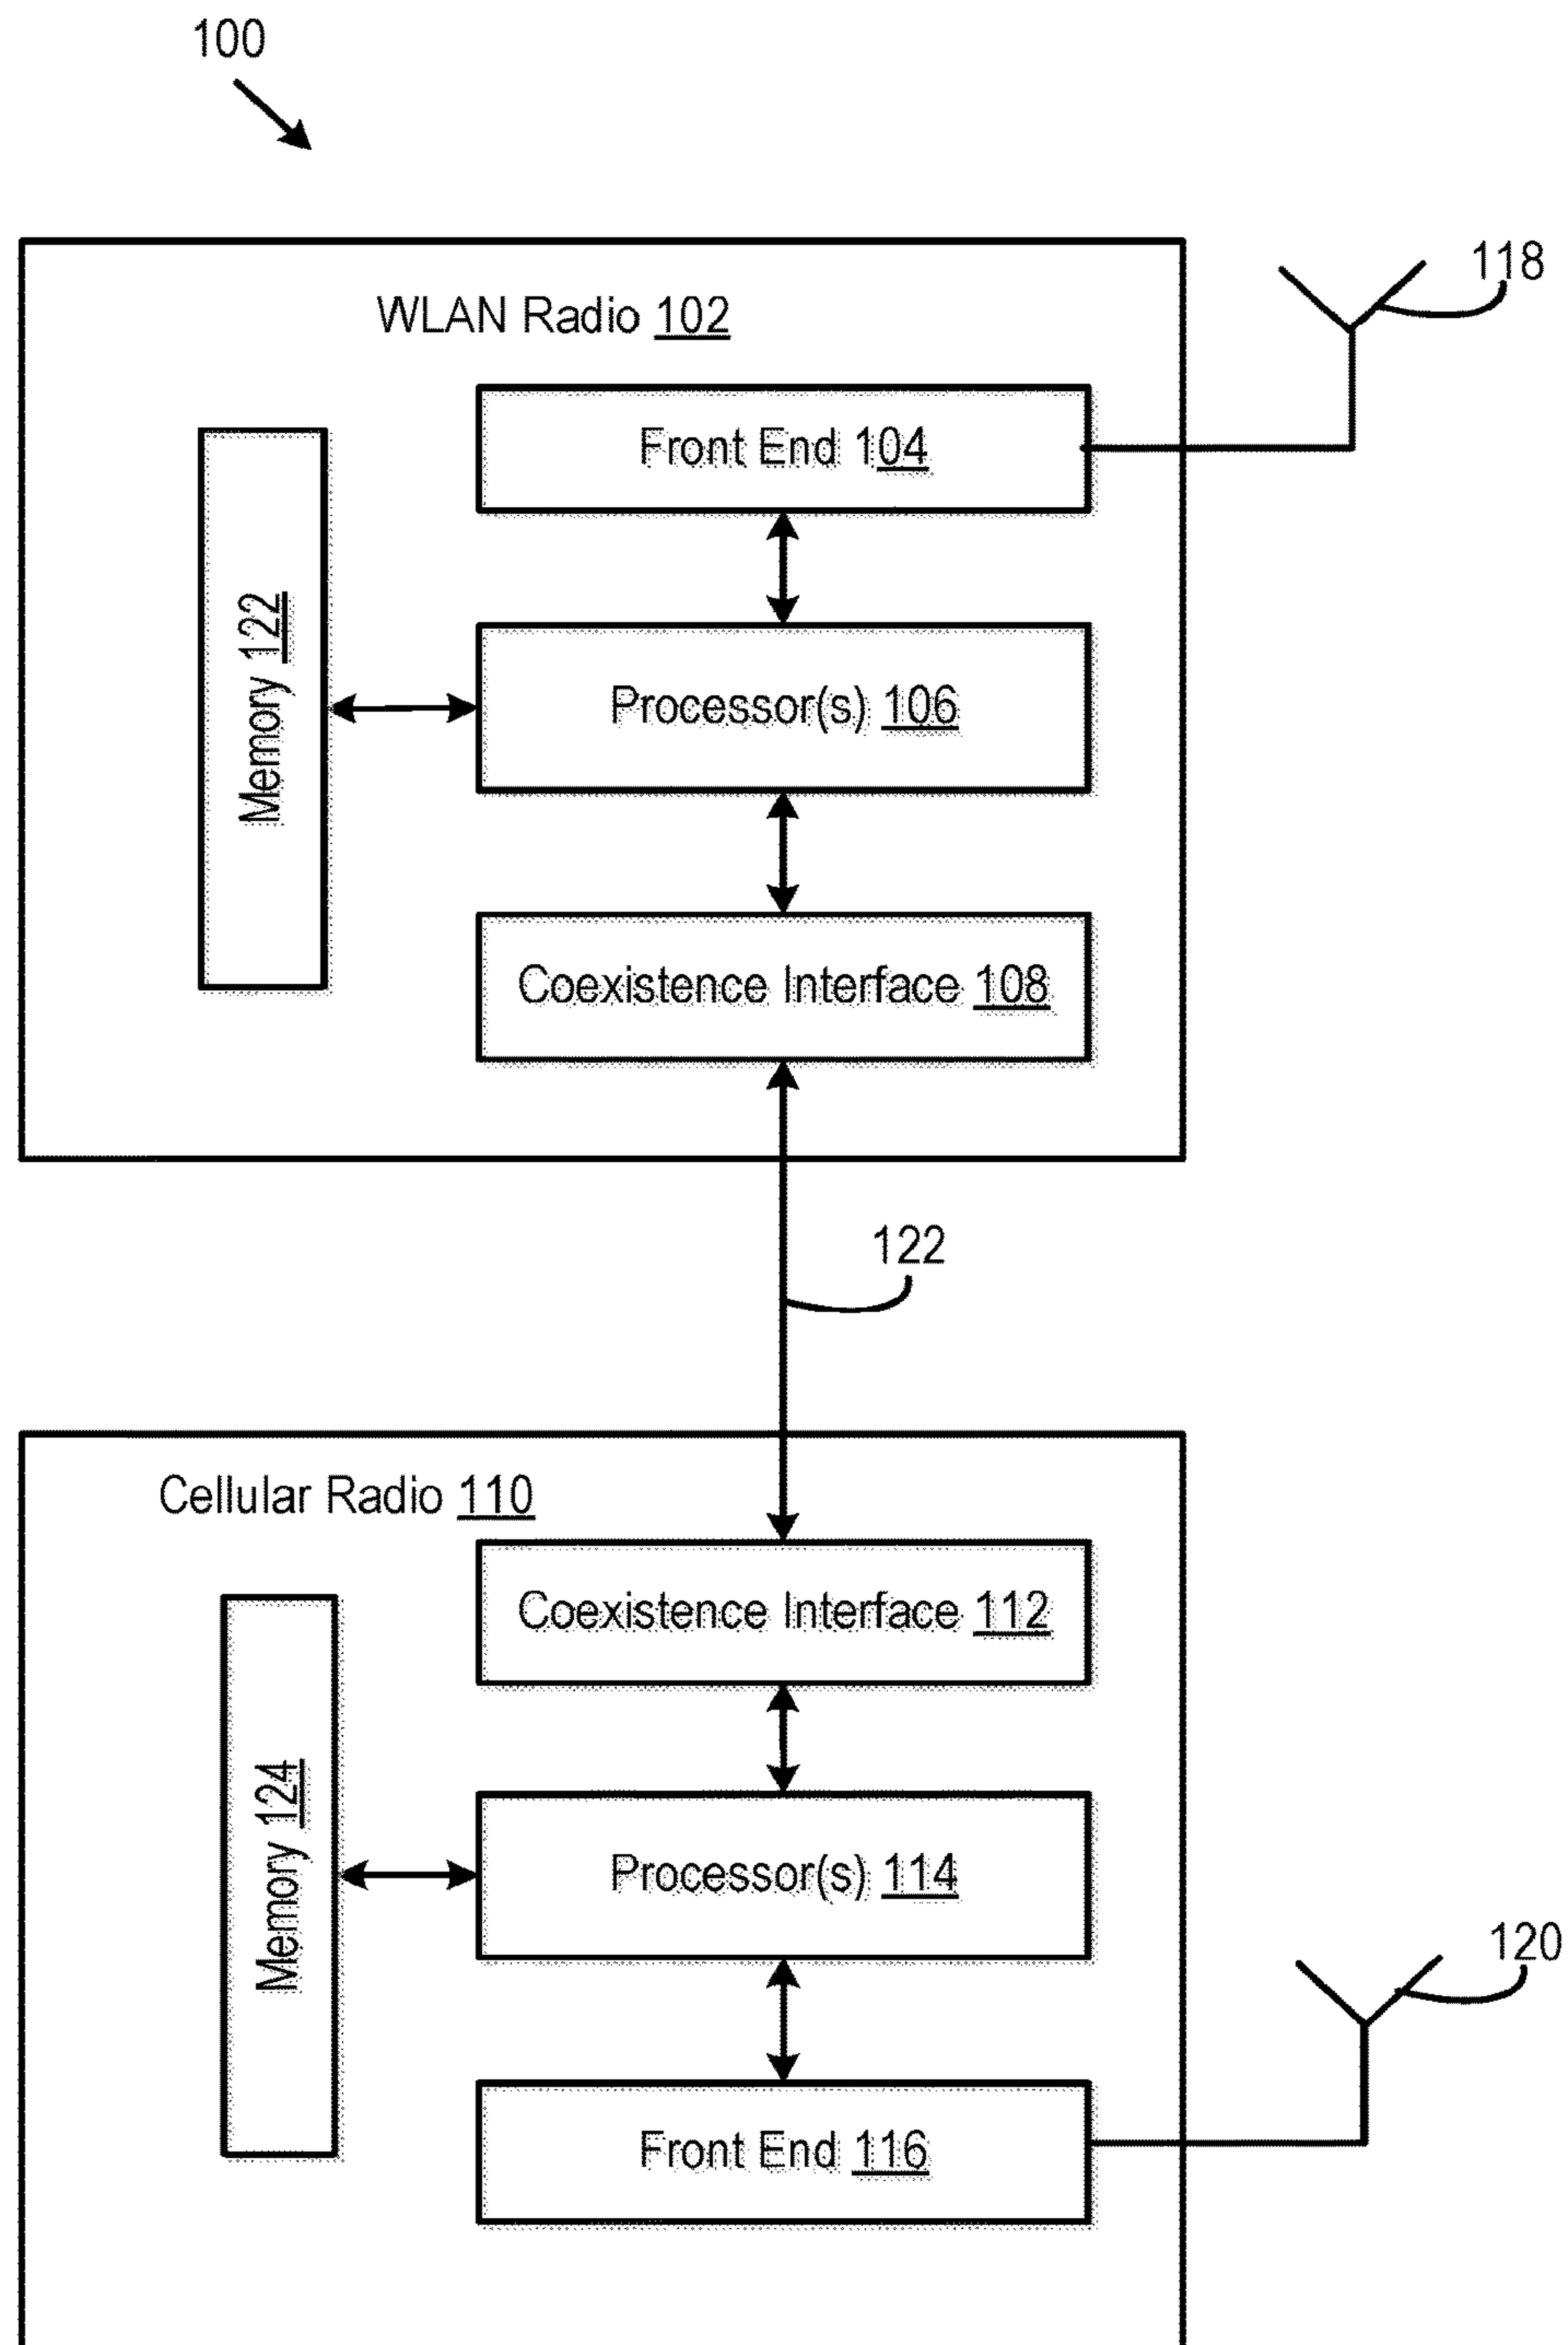 100
118
WLAN Radio 102
Front End 104
Memory 122
Processor(s) 106
Coexistence Interface 108
122
Cellular Radio 110
Coexistence Interface 112
Memory 124
Processor(s) 114
120
Front End 116